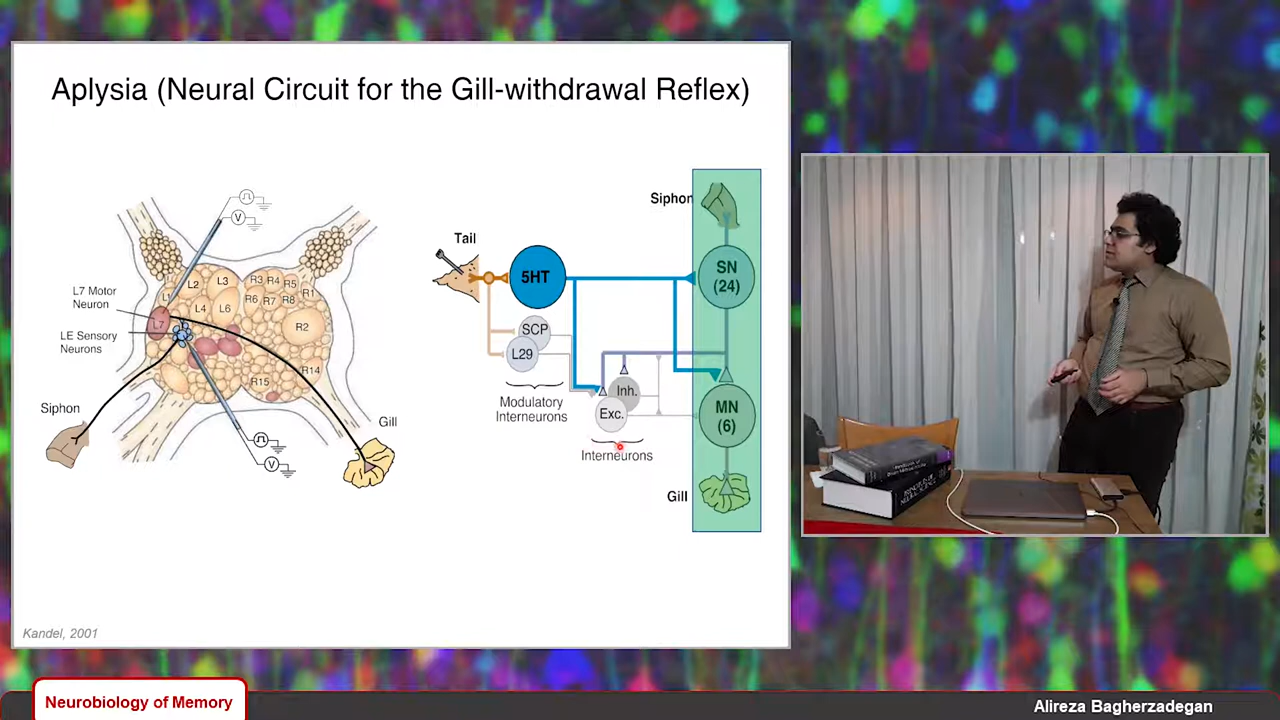 Aplysia (Neural Circuit for the Gill-withdrawal Reflex)
V
L1
L2
L3
L4
L6
L7
R3
R4
R5
R1
R6
R7
R8
R2
R14
R15
L7 Motor
Neuron
LE Sensory
Neurons
Siphon
Gill
V
Tail
5HT
SCP
L29
Modulatory
Interneurons
Inh.
Exc.
Interneurons
Siphon
SN
(24)
MN
(6)
Gill
Kandel, 2001
Neurobiology of Memory
Alireza Bagherzadegan